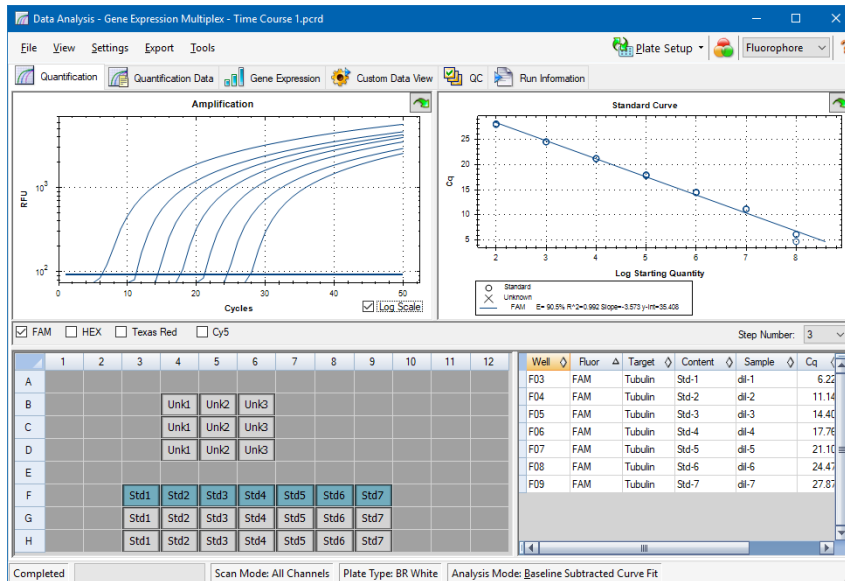 Data Analysis - Gene Expression Multiplex - Time Course 1.pcrd
File View Settings Export Tools
Plate Setup
Fluorophore
Quantification
Quantification Data
Gene Expression
Custom Data View
QC
Run Information
Amplification
RFU
10^3
10^2
0 10 20 30 40 50
Cycles
Log Scale
Standard Curve
Cq
25
20
15
10
5
2 3 4 5 6 7 8
Log Starting Quantity
Standard
Unknown
FAM E= 90.5% R^2=0.992 Slope=-3.573 y-int=35.408
FAM HEX Texas Red Cy5
Step Number: 3
1 2 3 4 5 6 7 8 9 10 11 12
A
B Unk1 Unk2 Unk3
C Unk1 Unk2 Unk3
D Unk1 Unk2 Unk3
E
F Std1 Std2 Std3 Std4 Std5 Std6 Std7
G Std1 Std2 Std3 Std4 Std5 Std6 Std7
H Std1 Std2 Std3 Std4 Std5 Std6 Std7
Well Fluor Target Content Sample Cq
F03 FAM Tubulin Std-1 dil-1 6.22
F04 FAM Tubulin Std-2 dil-2 11.14
F05 FAM Tubulin Std-3 dil-3 14.40
F06 FAM Tubulin Std-4 dil-4 17.76
F07 FAM Tubulin Std-5 dil-5 21.10
F08 FAM Tubulin Std-6 dil-6 24.47
F09 FAM Tubulin Std-7 dil-7 27.87
Completed
Scan Mode: All Channels
Plate Type: BR White
Analysis Mode: Baseline Subtracted Curve Fit